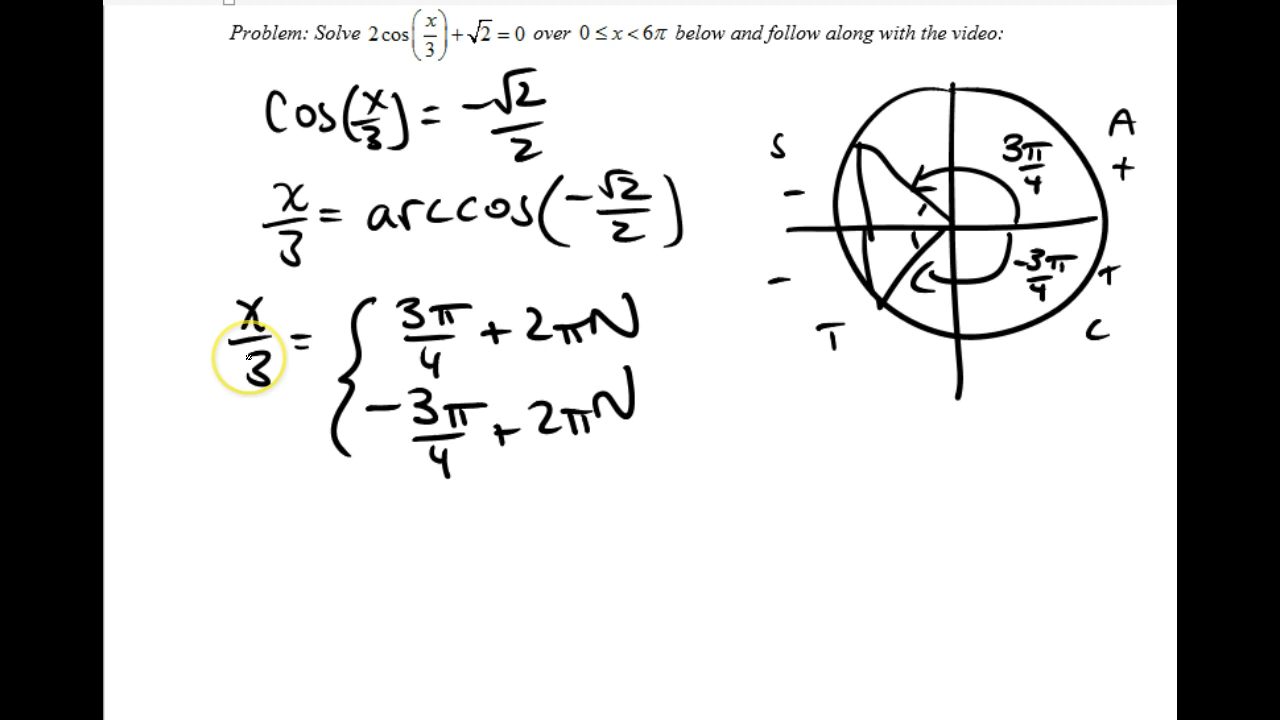 Problem: Solve 2cos(x/3) + √2 = 0 over 0 ≤ x < 6π below and follow along with the video:
Cos(x/3) = -√2/2
x/3 = arccos(-√2/2)
x/3 = { 3π/4 + 2πN
-3π/4 + 2πN
S
A
3π/4
+
-
-3π/4
+
-
T
C